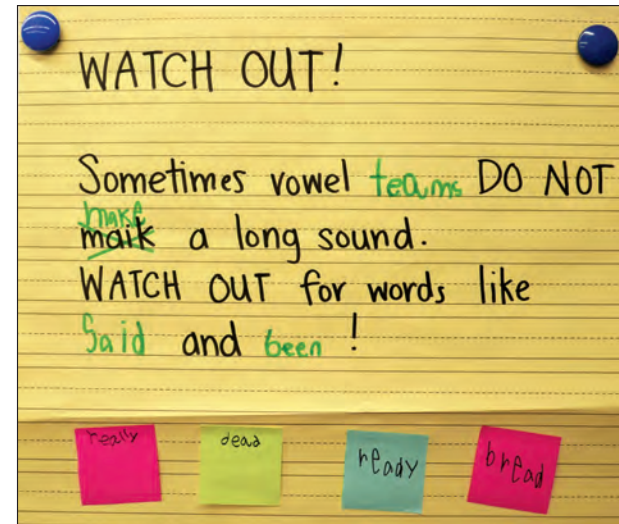 WATCH OUT!
Sometimes vowel teams DO NOT
make
maik a long sound.
WATCH OUT for words like
Said and been !
really dead ready bread